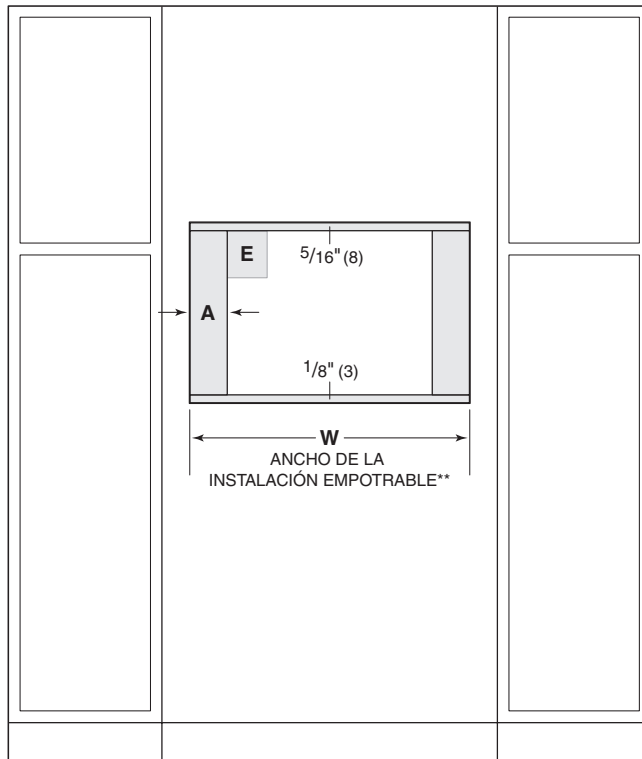 E
5/16" (8)
A
1/8" (3)
W
ANCHO DE LA
INSTALACIÓN EMPOTRABLE**